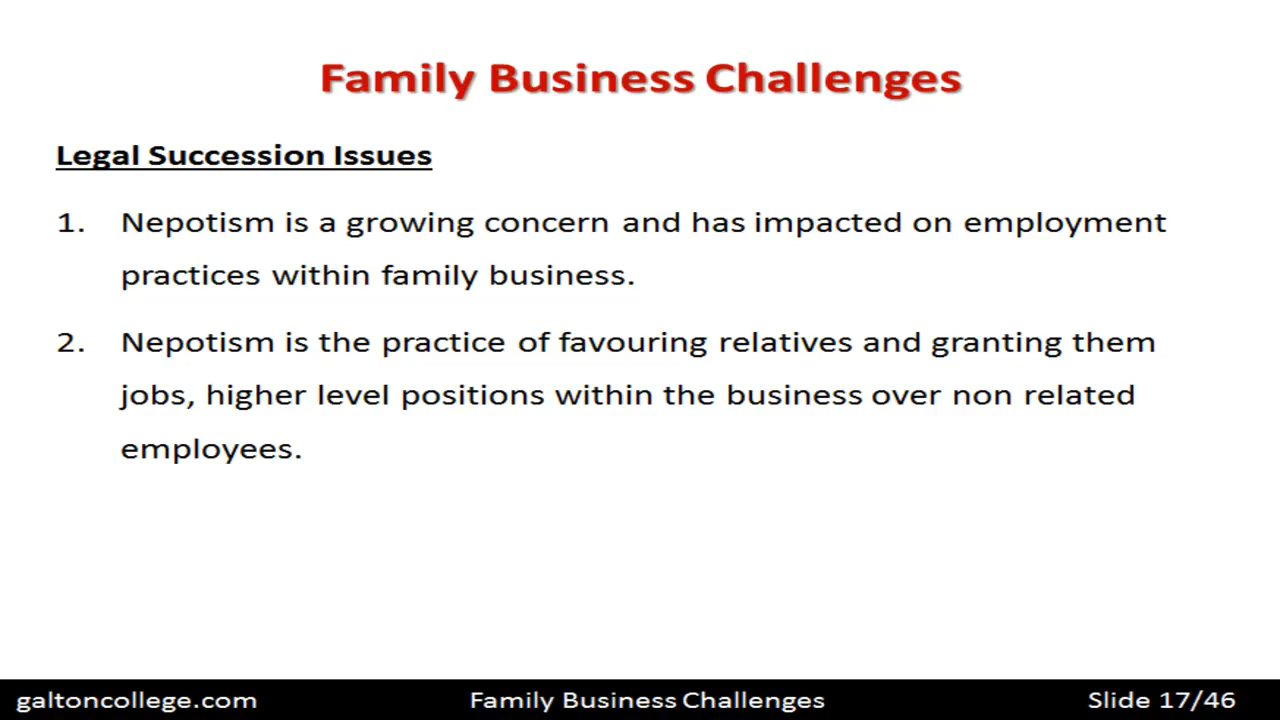 Family Business Challenges
Legal Succession Issues
1. Nepotism is a growing concern and has impacted on employment
practices within family business.
2. Nepotism is the practice of favouring relatives and granting them
jobs, higher level positions within the business over non related
employees.
galtoncollege.com Family Business Challenges Slide 17/46